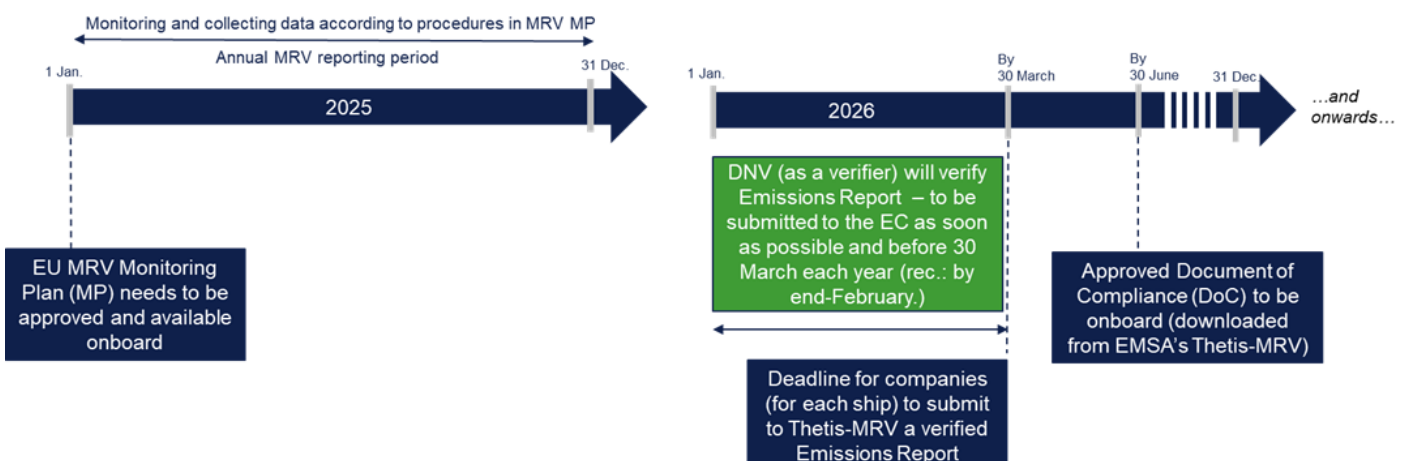 Monitoring and collecting data according to procedures in MRV MP
Annual MRV reporting period
1 Jan.
31 Dec.
2025
EU MRV Monitoring
Plan (MP) needs to be
approved and available
onboard
1 Jan.
By
30 March
By
30 June
31 Dec.
2026
...and
onwards...
DNV (as a verifier) will verify
Emissions Report – to be
submitted to the EC as soon
as possible and before 30
March each year (rec.: by
end-February.)
Deadline for companies
(for each ship) to submit
to Thetis-MRV a verified
Emissions Report
Approved Document of
Compliance (DoC) to be
onboard (downloaded
from EMSA's Thetis-MRV)